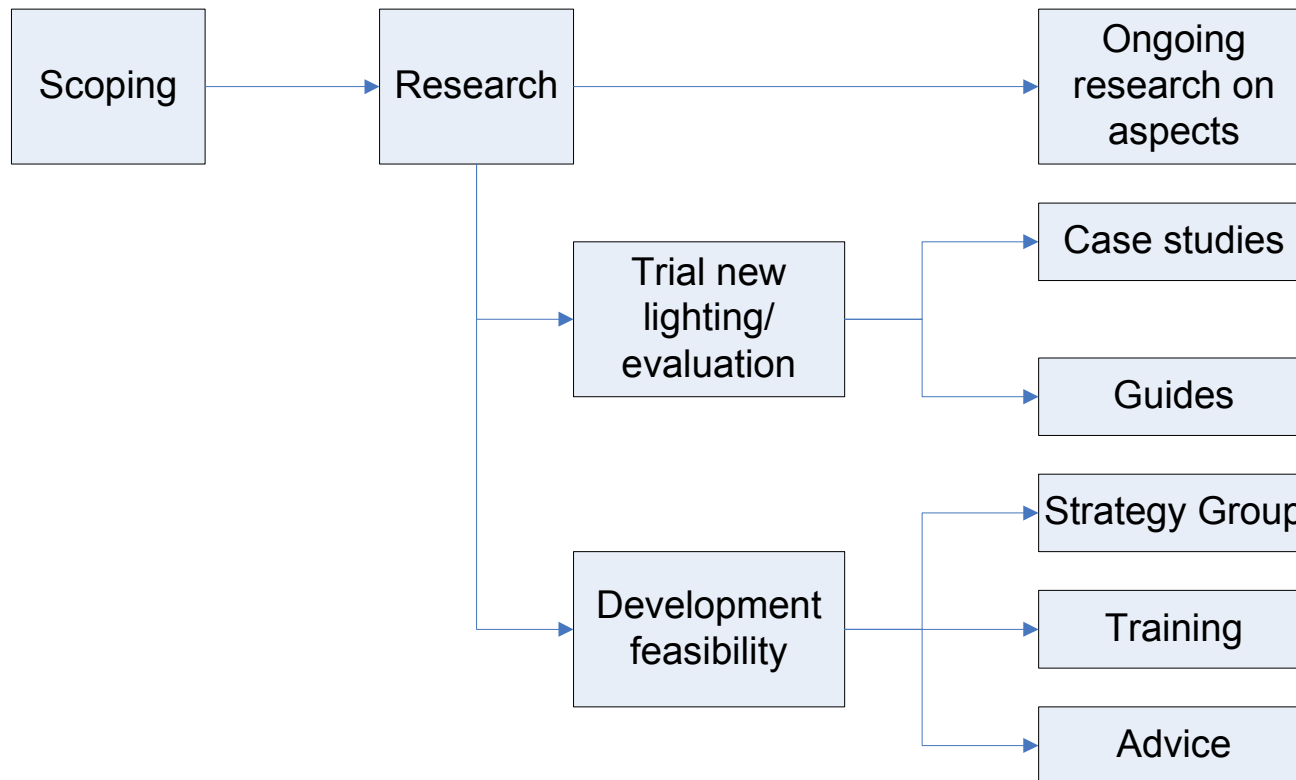 Scoping
Research
Ongoing
research on
aspects
Case studies
Trial new
lighting/
evaluation
Guides
Strategy Group
Development
feasibility
Training
Advice